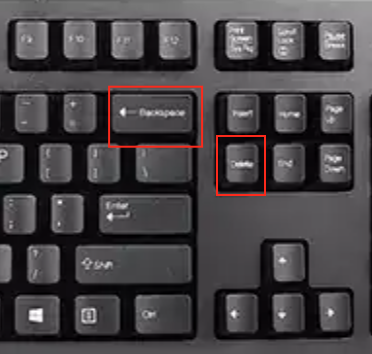 F9 F10 F11 F12 Print Screen Sys Rq Scroll Lock Pause Break
← Backspace Insert Home Page Up
P { [ } ] | \ Delete End Page Down
: ; " ' Enter ↵
? / ⇧ Shift ↑
Ctrl ← ↓ →